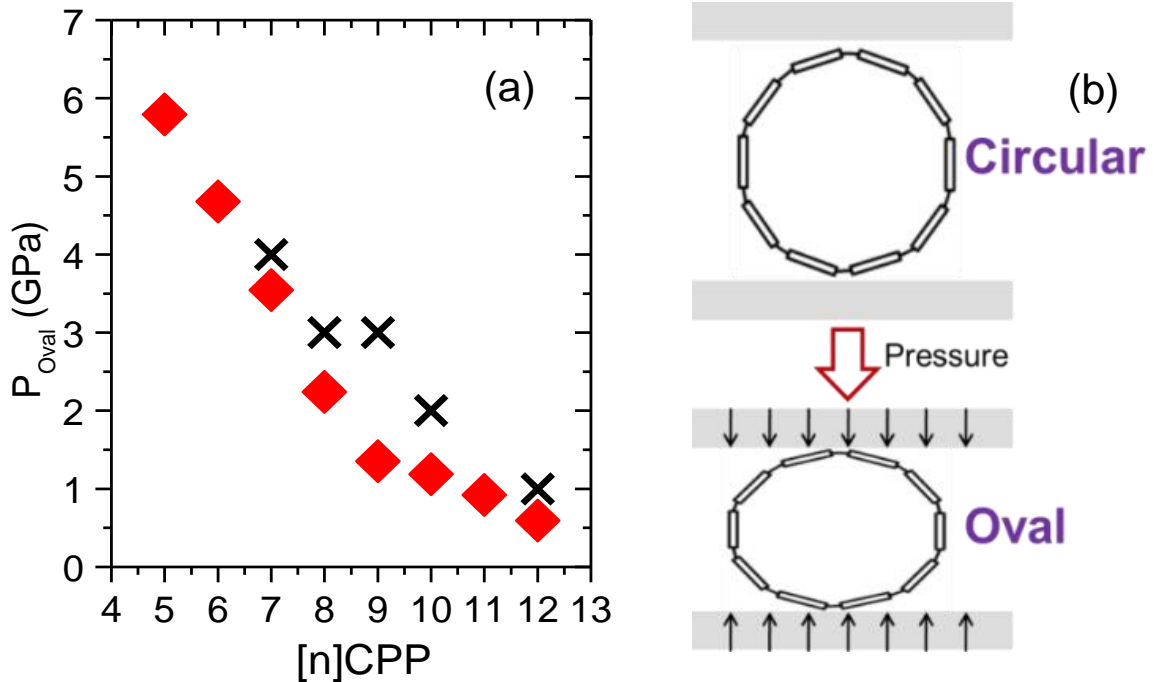 7
6
5
4
3
2
1
0
P_Oval (GPa)
4 5 6 7 8 9 10 11 12 13
[n]CPP
(a)
(b)
Circular
Pressure
Oval